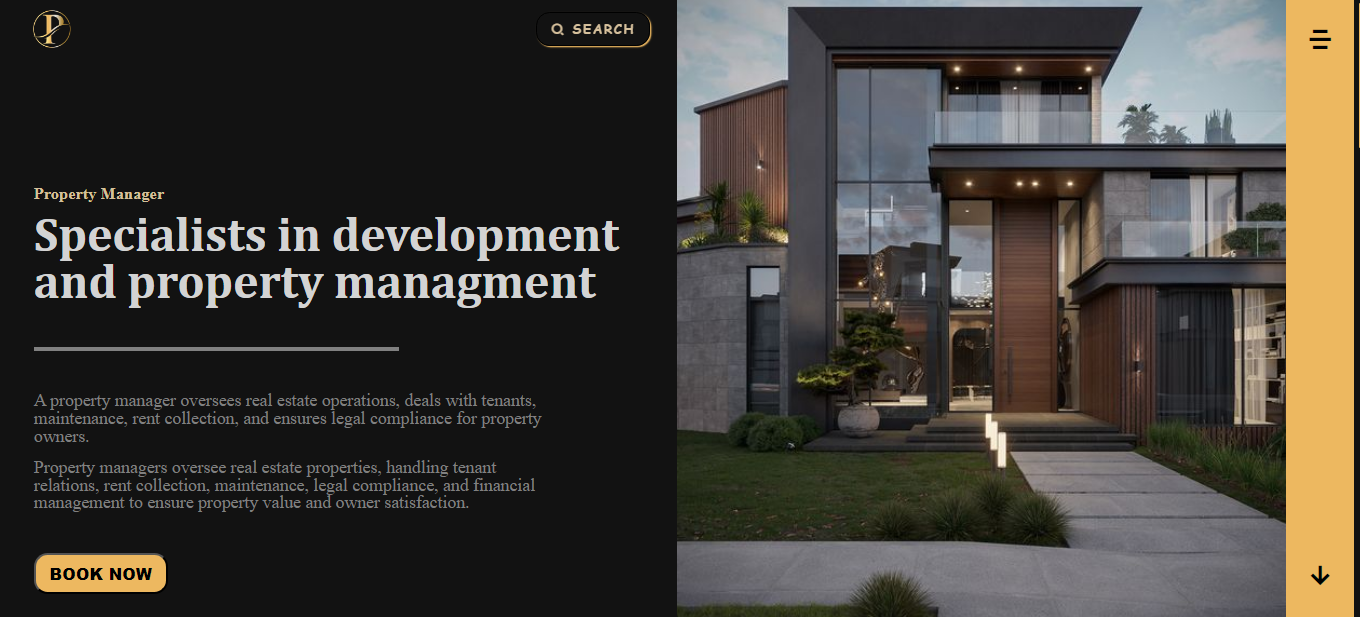 P
SEARCH
Property Manager
Specialists in development
and property managment
A property manager oversees real estate operations, deals with tenants,
maintenance, rent collection, and ensures legal compliance for property
owners.
Property managers oversee real estate properties, handling tenant
relations, rent collection, maintenance, legal compliance, and financial
management to ensure property value and owner satisfaction.
BOOK NOW